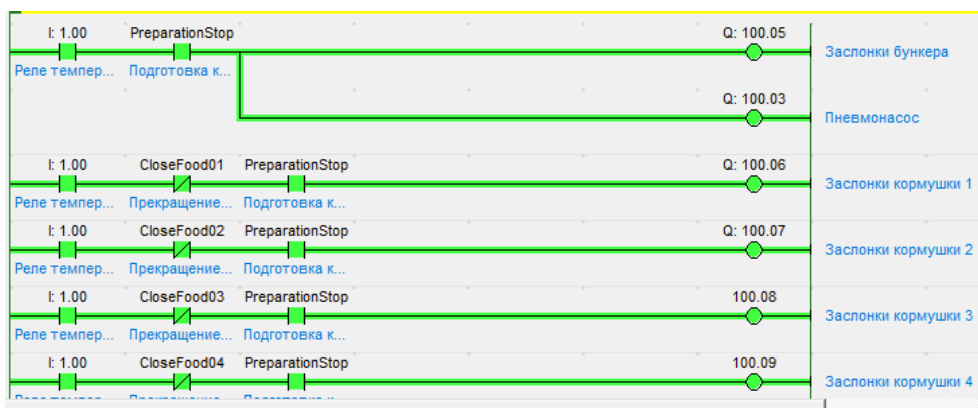 I: 1.00 PreparationStop Q: 100.05
Заслонки бункера
Реле темпер... Подготовка к...
Q: 100.03
Пневмонасос
I: 1.00 CloseFood01 PreparationStop Q: 100.06
Заслонки кормушки 1
Реле темпер... Прекращение... Подготовка к...
I: 1.00 CloseFood02 PreparationStop Q: 100.07
Заслонки кормушки 2
Реле темпер... Прекращение... Подготовка к...
I: 1.00 CloseFood03 PreparationStop 100.08
Заслонки кормушки 3
Реле темпер... Прекращение... Подготовка к...
I: 1.00 CloseFood04 PreparationStop 100.09
Заслонки кормушки 4